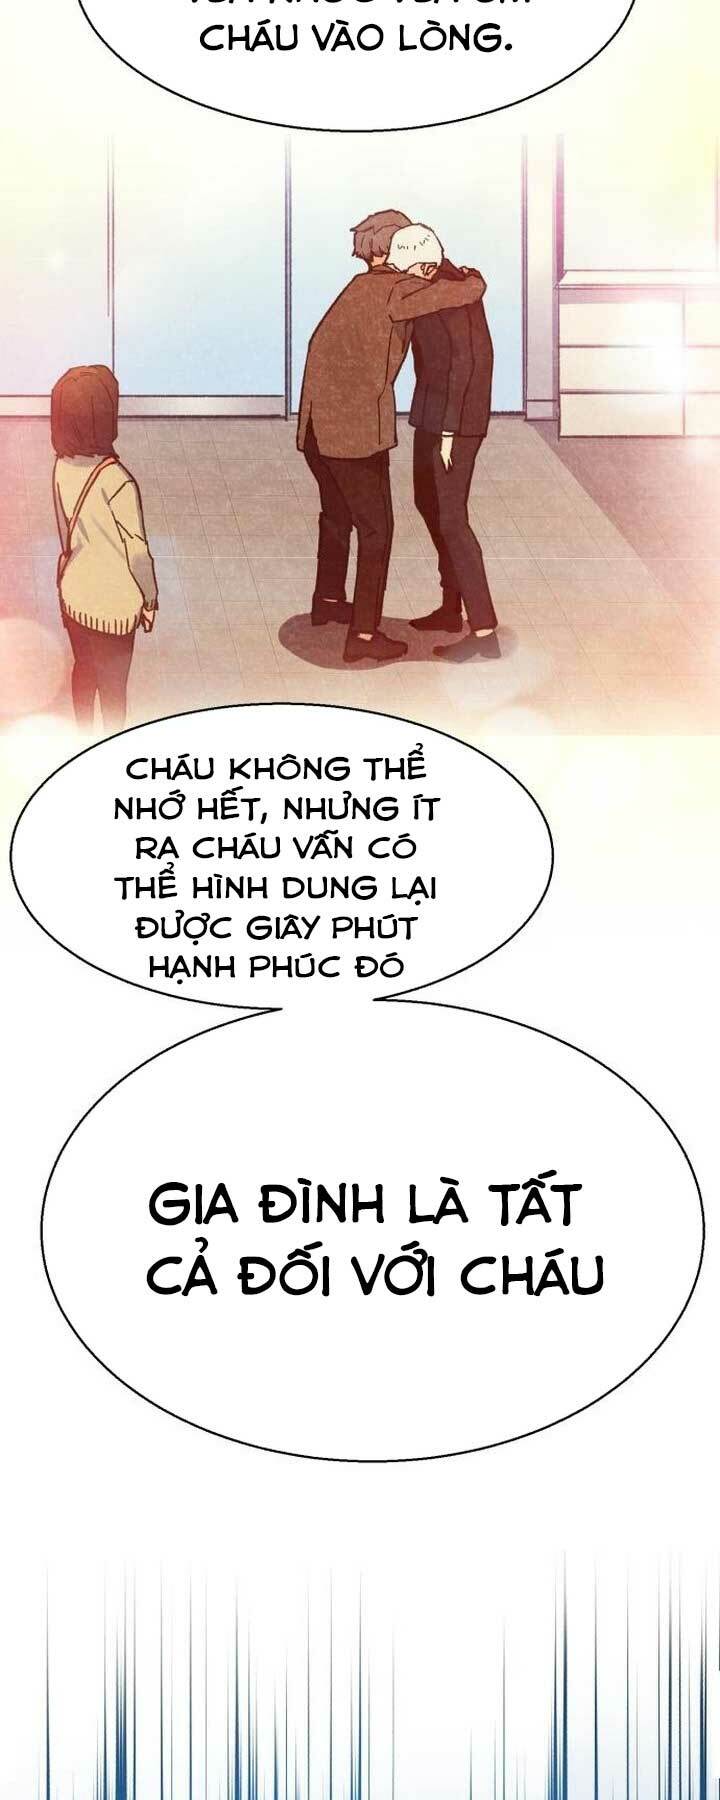 CHÁU VÀO LÒNG.
CHÁU KHÔNG THỂ
NHỚ HẾT, NHƯNG ÍT
RA CHÁU VẪN CÓ
THỂ HÌNH DUNG LẠI
ĐƯỢC GIÂY PHÚT
HẠNH PHÚC ĐÓ
GIA ĐÌNH LÀ TẤT
CẢ ĐỐI VỚI CHÁU